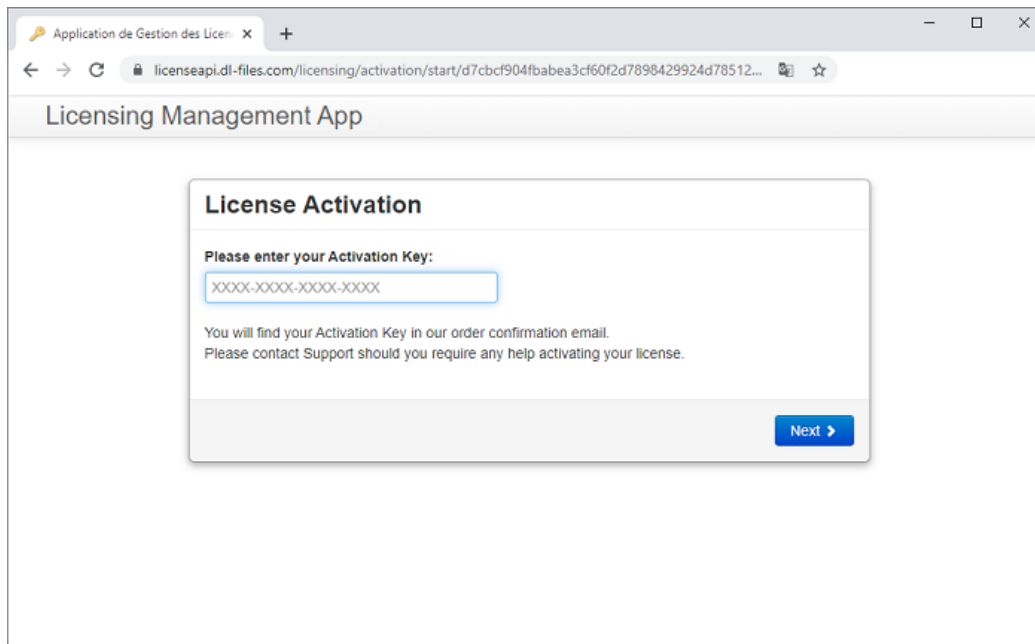 Application de Gestion des Licen
licenseapi.dl-files.com/licensing/activation/start/d7cbcf904fbabea3cf60f2d7898429924d78512...
Licensing Management App
License Activation
Please enter your Activation Key:
XXXX-XXXX-XXXX-XXXX
You will find your Activation Key in our order confirmation email.
Please contact Support should you require any help activating your license.
Next